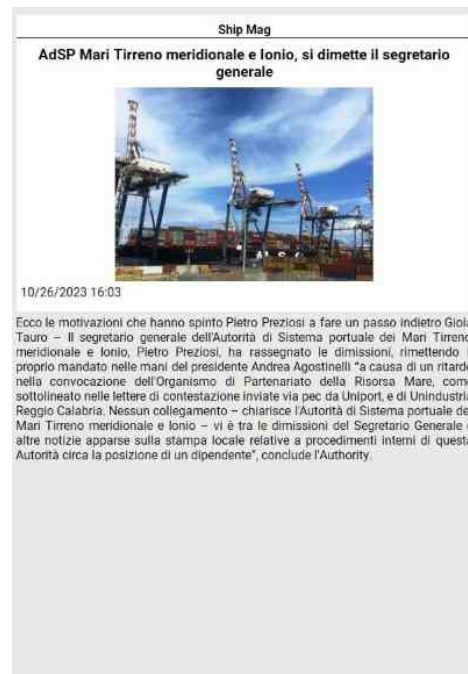 Ship Mag
AdSP Mari Tirreno meridionale e Ionio, si dimette il segretario
generale
10/26/2023 16:03
Ecco le motivazioni che hanno spinto Pietro Preziosi a fare un passo indietro Gioia
Tauro – Il segretario generale dell'Autorità di Sistema portuale dei Mari Tirreno
meridionale e Ionio, Pietro Preziosi, ha rassegnato le dimissioni, rimettendo
proprio mandato nelle mani del presidente Andrea Agostinelli “a causa di un ritardo
nella convocazione dell'Organismo di Partenariato della Risorsa Mare, come
sottolineato nelle lettere di contestazione inviate via pec da Uniport, e di Unindustria
Reggio Calabria. Nessun collegamento – chiarisce l'Autorità di Sistema portuale dei
Mari Tirreno meridionale e Ionio – vi è tra le dimissioni del Segretario Generale e
altre notizie apparse sulla stampa locale relative a procedimenti interni di questa
Autorità circa la posizione di un dipendente”, conclude l'Authority.